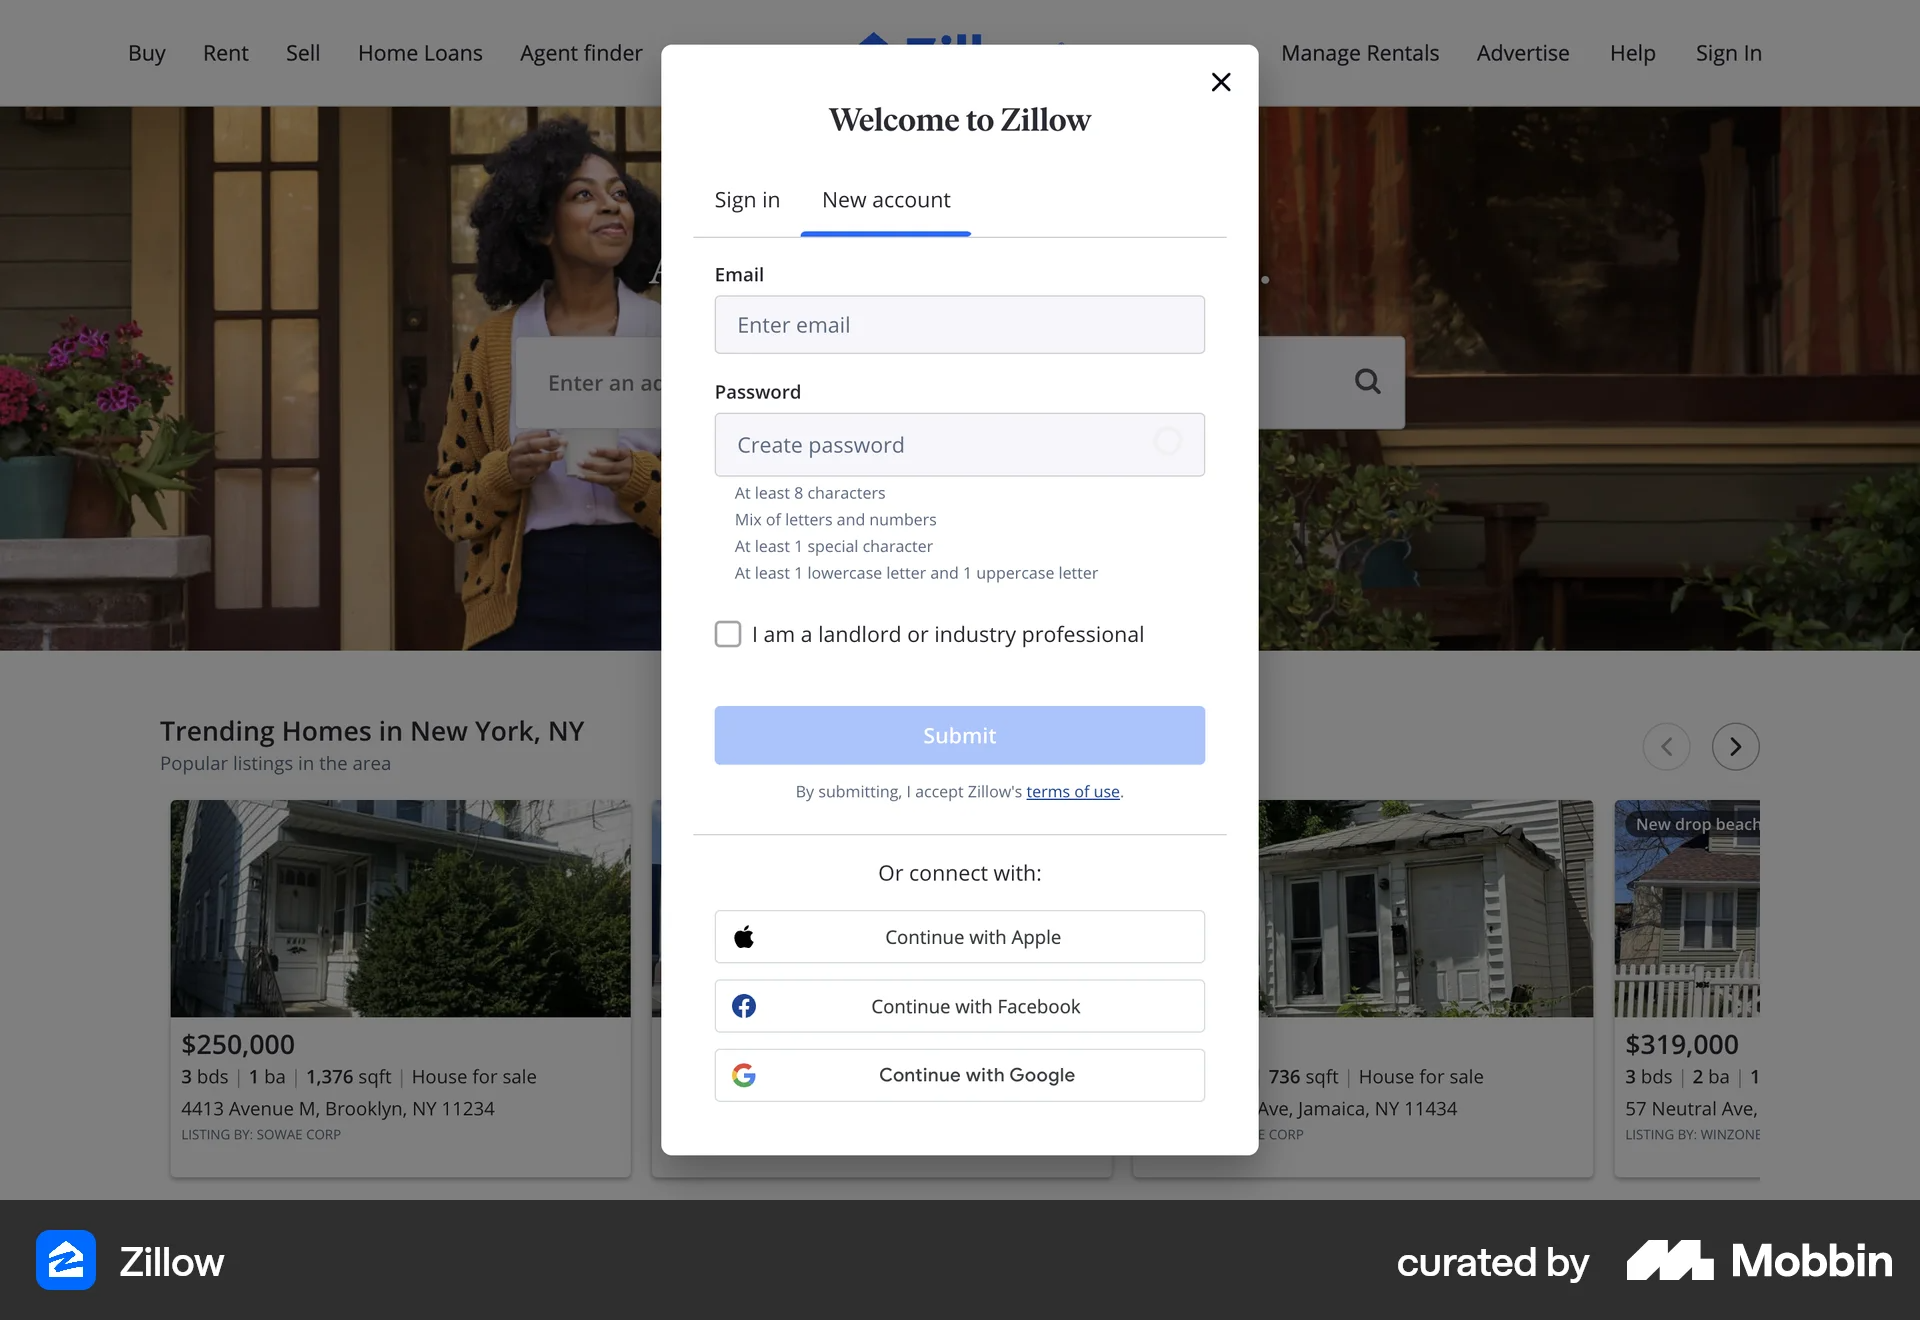 Buy Rent Sell Home Loans Agent finder Manage Rentals Advertise Help Sign In
Welcome to Zillow
Sign in New account
Email
Enter email
Enter an
Password
Create password
At least 8 characters
Mix of letters and numbers
At least 1 special character
At least 1 lowercase letter and 1 uppercase letter
I am a landlord or industry professional
Submit
By submitting, I accept Zillow's terms of use.
Or connect with:
Continue with Apple
Continue with Facebook
Continue with Google
Trending Homes in New York, NY
Popular listings in the area
$250,000
3 bds | 1 ba | 1,376 sqft | House for sale
4413 Avenue M, Brooklyn, NY 11234
LISTING BY: SOWAE CORP
736 sqft | House for sale
Ave, Jamaica, NY 11434
CORP
New drop beach
$319,000
3 bds | 2 ba | 1
57 Neutral Ave,
LISTING BY: WINZONE
Zillow
curated by Mobbin